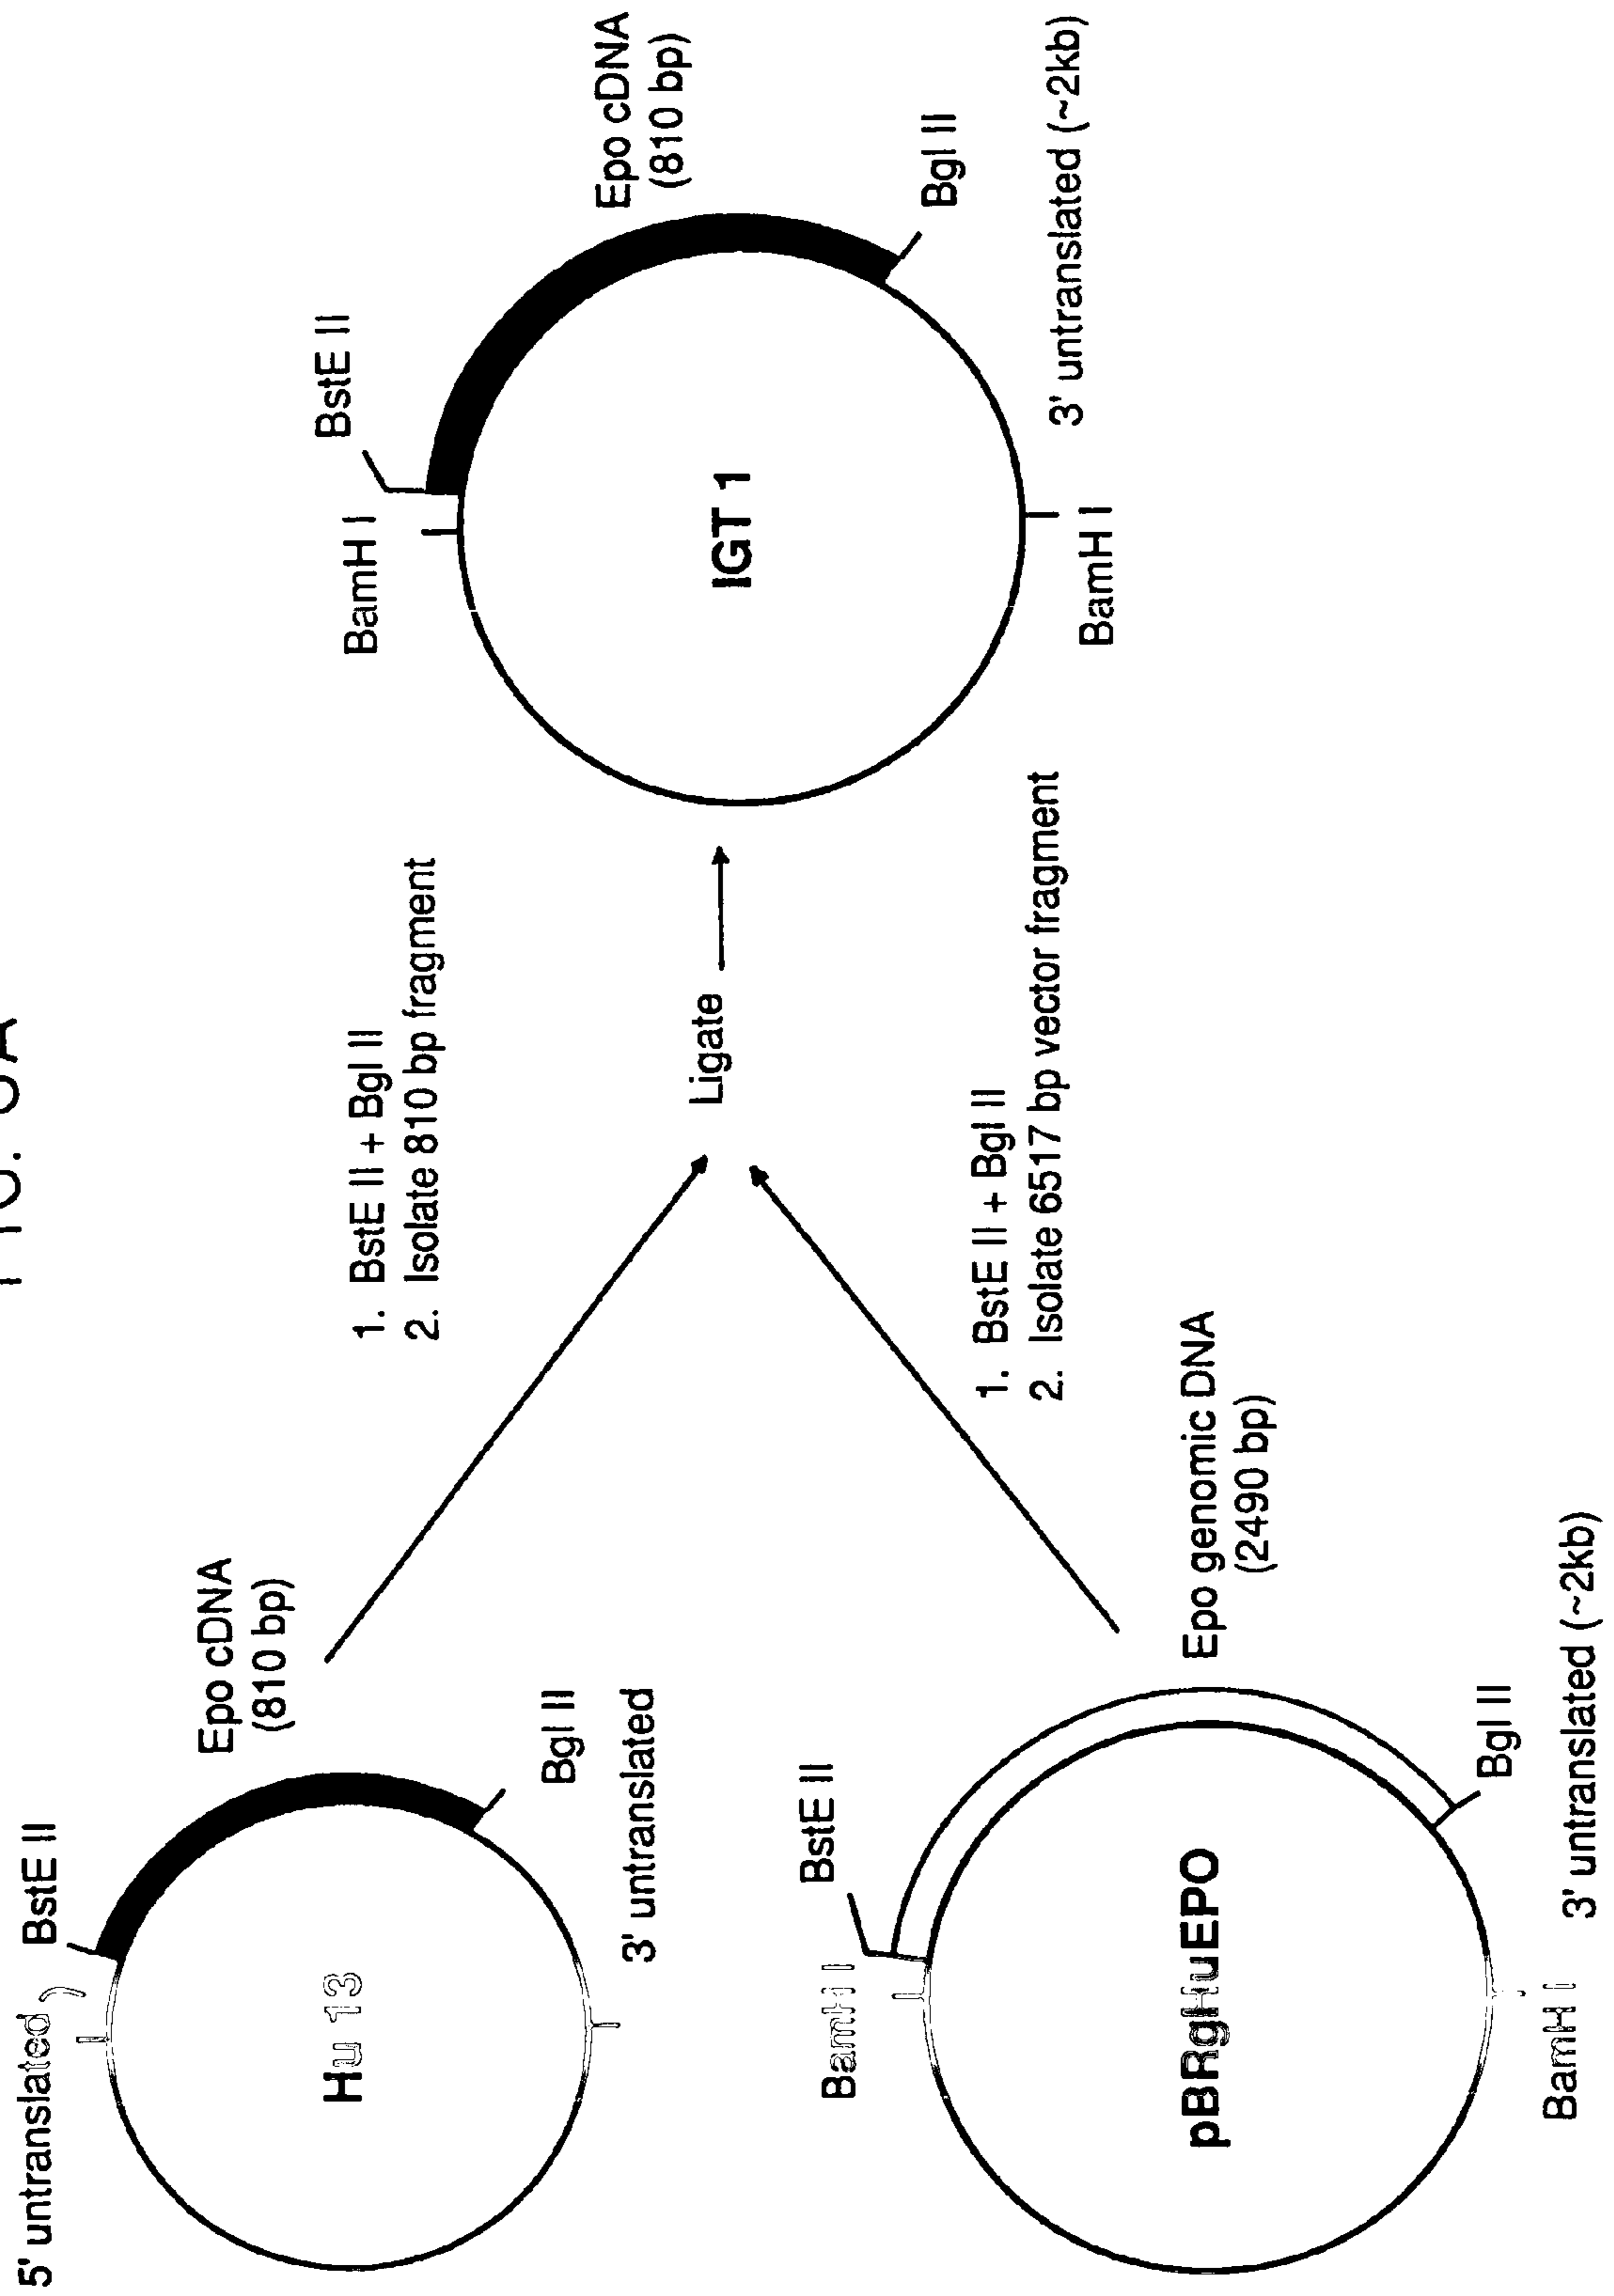 FIG.
5' untranslated
BstE II
Epo cDNA
(810 bp)
Hu 13
Bgl II
3' untranslated
1. BstE II + Bgl II
2. Isolate 810 bp fragment
Ligate
BamH I
BstE II
Epo cDNA
(810 bp)
IGT 1
Bgl II
BamH I
3' untranslated (~2kb)
BamH I
BstE II
1. BstE II + Bgl II
2. Isolate 6517 bp vector fragment
pBRgHuEPO
Epo genomic DNA
(2490 bp)
Bgl II
BamH I
3' untranslated (~2kb)